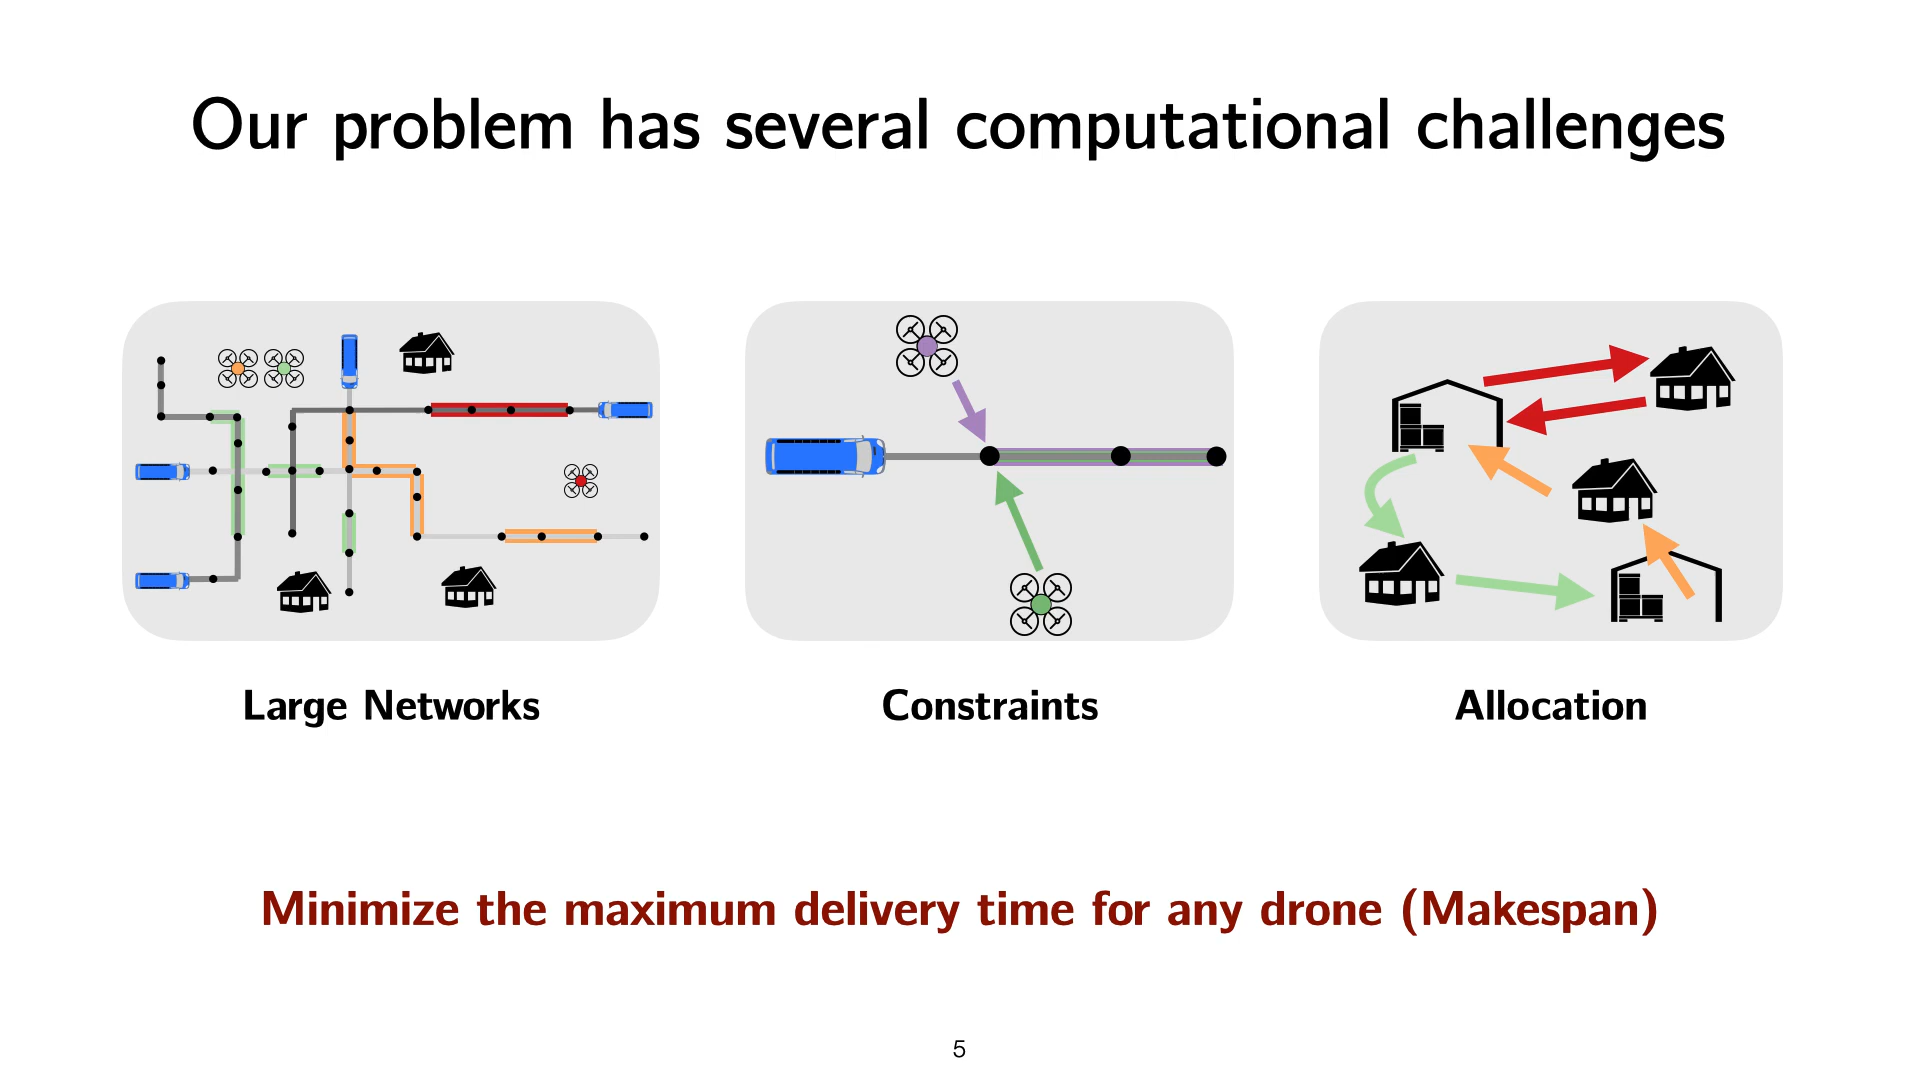 Our problem has several computational challenges
Large Networks
Constraints
Allocation
Minimize the maximum delivery time for any drone (Makespan)
5